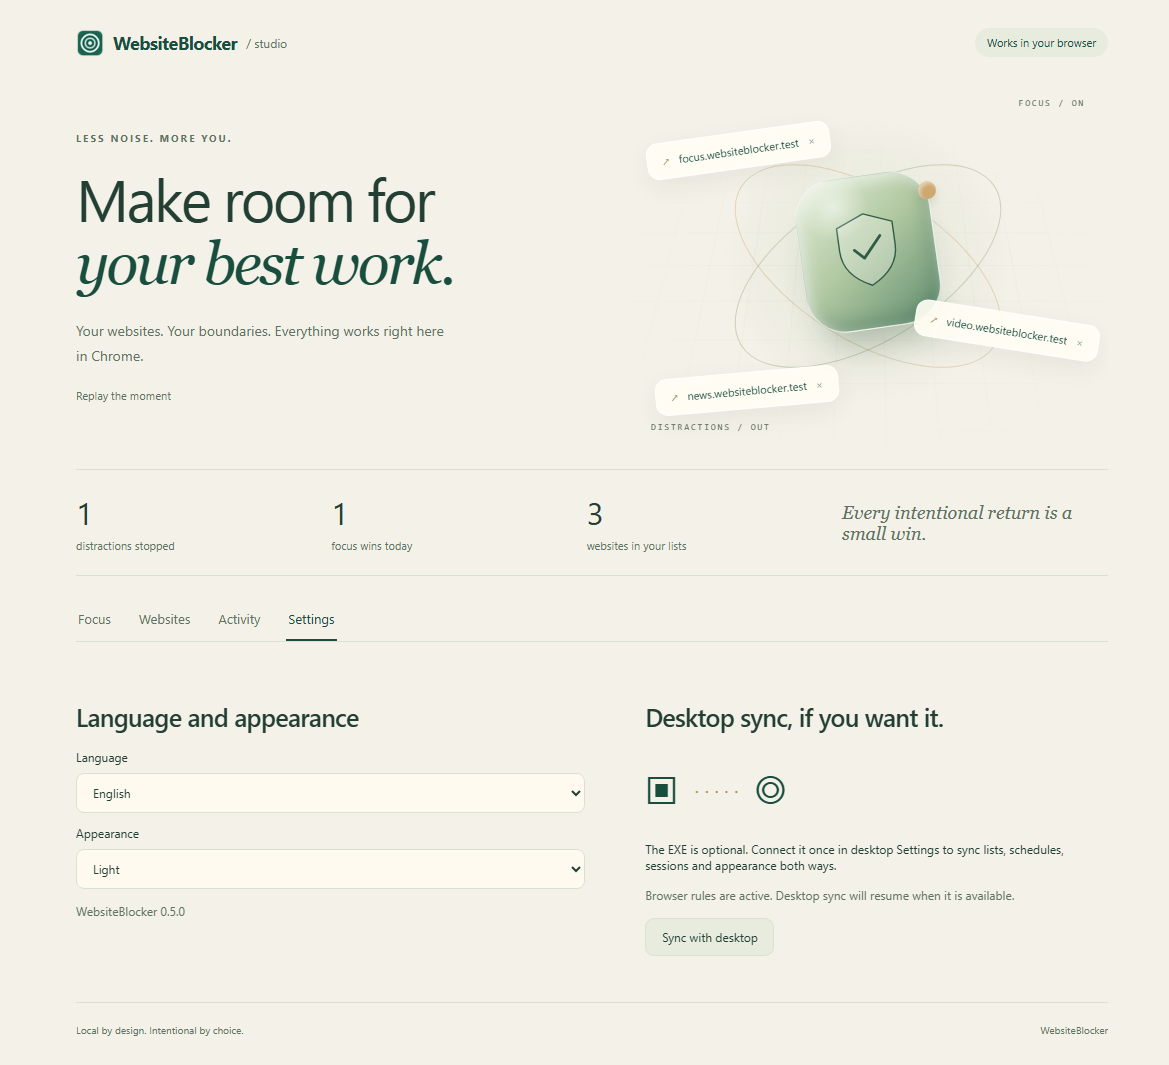 WebsiteBlocker / studio
Works in your browser
FOCUS / ON
LESS NOISE. MORE YOU.
Make room for
your best work.
Your websites. Your boundaries. Everything works right here
in Chrome.
Replay the moment
↗ focus.websiteblocker.test ×
↗ video.websiteblocker.test ×
↗ news.websiteblocker.test ×
DISTRACTIONS / OUT
1
distractions stopped
1
focus wins today
3
websites in your lists
Every intentional return is a
small win.
Focus Websites Activity Settings
Language and appearance
Language
English
Appearance
Light
WebsiteBlocker 0.5.0
Desktop sync, if you want it.
The EXE is optional. Connect it once in desktop Settings to sync lists, schedules,
sessions and appearance both ways.
Browser rules are active. Desktop sync will resume when it is available.
Sync with desktop
Local by design. Intentional by choice.
WebsiteBlocker